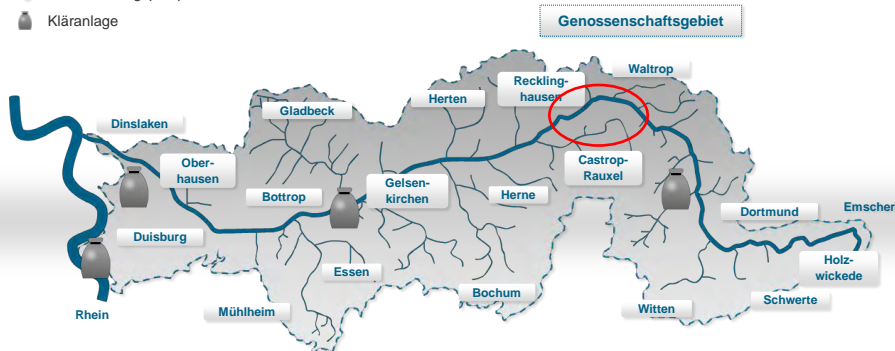 Kläranlage
Genossenschaftsgebiet
Waltrop
Reckling-
hausen
Herten
Gladbeck
Dinslaken
Ober-
hausen
Castrop-
Rauxel
Gelsen-
kirchen
Bottrop
Herne
Emscher
Dortmund
Duisburg
Holz-
wickede
Essen
Bochum
Schwerte
Witten
Mühlheim
Rhein